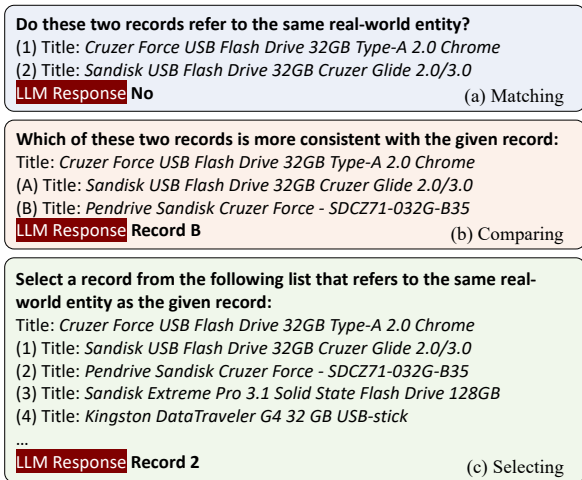 Do these two records refer to the same real-world entity?
(1) Title: Cruzer Force USB Flash Drive 32GB Type-A 2.0 Chrome
(2) Title: Sandisk USB Flash Drive 32GB Cruzer Glide 2.0/3.0
LLM Response No (a) Matching
Which of these two records is more consistent with the given record:
Title: Cruzer Force USB Flash Drive 32GB Type-A 2.0 Chrome
(A) Title: Sandisk USB Flash Drive 32GB Cruzer Glide 2.0/3.0
(B) Title: Pendrive Sandisk Cruzer Force - SDCZ71-032G-B35
LLM Response Record B (b) Comparing
Select a record from the following list that refers to the same real-
world entity as the given record:
Title: Cruzer Force USB Flash Drive 32GB Type-A 2.0 Chrome
(1) Title: Sandisk USB Flash Drive 32GB Cruzer Glide 2.0/3.0
(2) Title: Pendrive Sandisk Cruzer Force - SDCZ71-032G-B35
(3) Title: Sandisk Extreme Pro 3.1 Solid State Flash Drive 128GB
(4) Title: Kingston DataTraveler G4 32 GB USB-stick
...
LLM Response Record 2 (c) Selecting